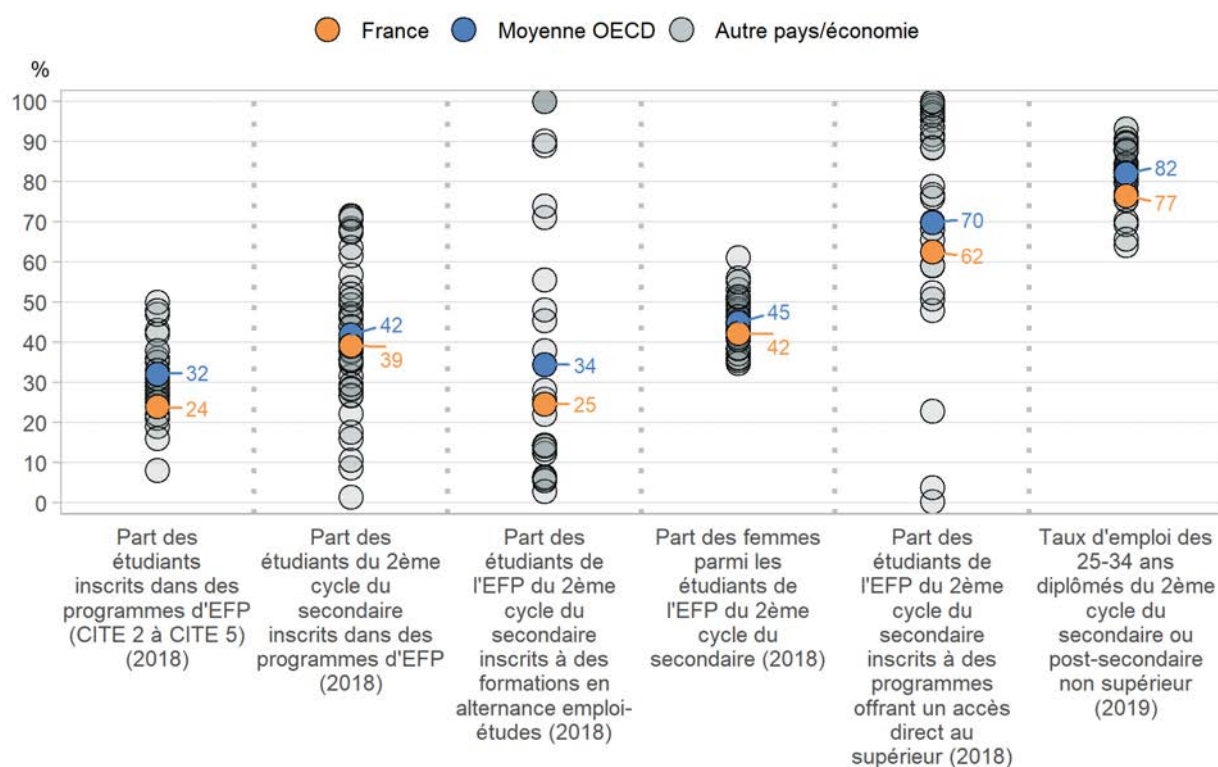 France Moyenne OECD Autre pays/économie
%
100
90
80
70
60
50
40
30
20
10
0
32
24
42
39
34
25
45
42
70
62
82
77
Part des
étudiants
inscrits dans des
programmes d'EFP
(CITE 2 à CITE 5)
(2018)
Part des
étudiants du 2ème
cycle du
secondaire
inscrits dans des
programmes d'EFP
(2018)
Part des
étudiants de
l'EFP du 2ème
cycle du
secondaire
inscrits à des
formations en
alternance emploi-
études (2018)
Part des femmes
parmi les
étudiants de
l'EFP du 2ème
cycle du
secondaire (2018)
Part des
étudiants de
l'EFP du 2ème
cycle du
secondaire
inscrits à des
programmes
offrant un accès
direct au
supérieur (2018)
Taux d'emploi des
25-34 ans
diplômés du 2ème
cycle du
secondaire ou
post-secondaire
non supérieur
(2019)